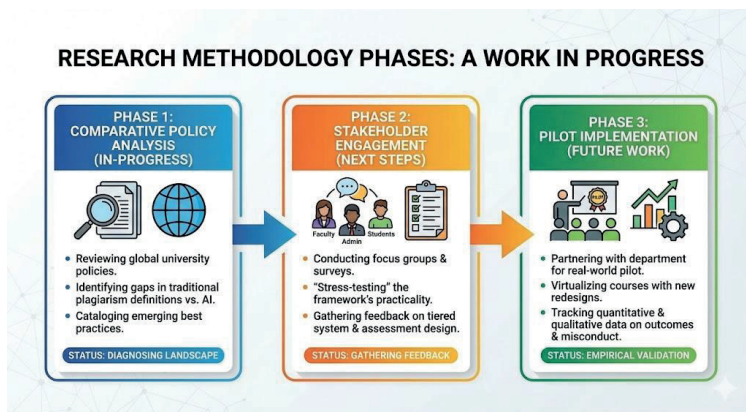 RESEARCH METHODOLOGY PHASES: A WORK IN PROGRESS
PHASE 1:
COMPARATIVE POLICY
ANALYSIS
(IN-PROGRESS)
• Reviewing global university
policies.
• Identifying gaps in traditional
plagiarism definitions vs. AI.
• Cataloging emerging best
practices.
STATUS: DIAGNOSING LANDSCAPE
PHASE 2:
STAKEHOLDER
ENGAGEMENT
(NEXT STEPS)
Faculty
Admin
Students
• Conducting focus groups &
surveys.
• "Stress-testing" the
framework's practicality.
• Gathering feedback on tiered
system & assessment design.
STATUS: GATHERING FEEDBACK
PHASE 3:
PILOT IMPLEMENTATION
(FUTURE WORK)
PILOT
• Partnering with department
for real-world pilot.
• Virtualizing courses with new
redesigns.
• Tracking quantitative &
qualitative data on outcomes
& misconduct.
STATUS: EMPIRICAL VALIDATION